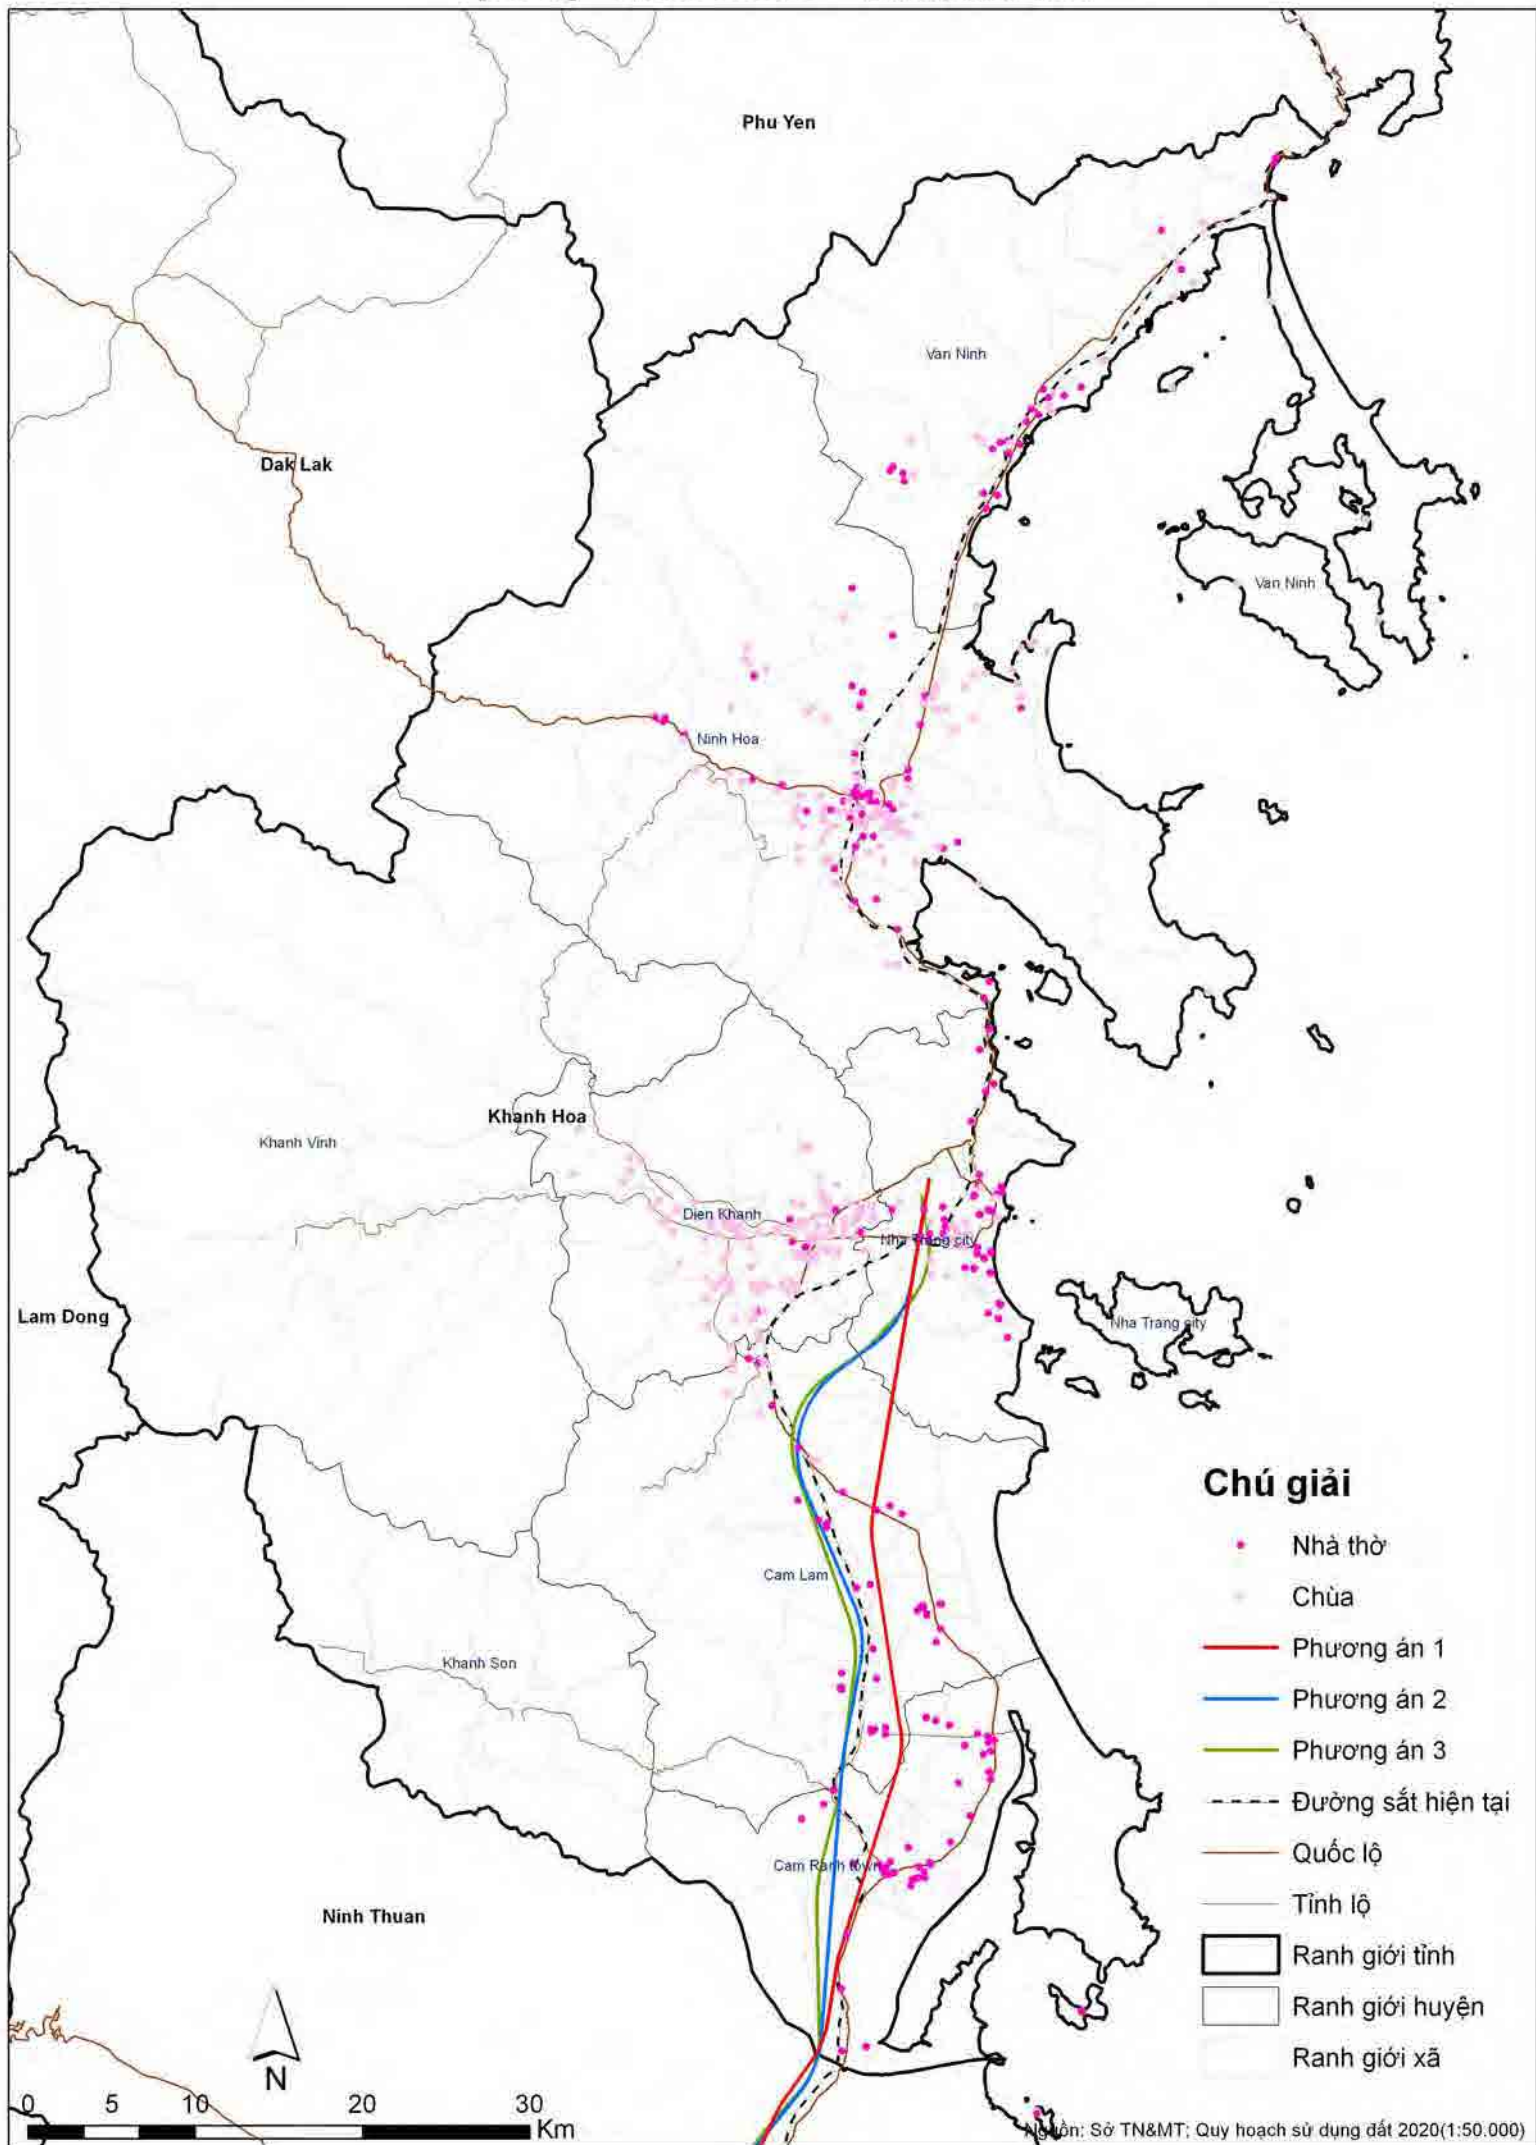 Phu Yen
Van Ninh
Dak Lak
Van Ninh
Ninh Hoa
Khanh Hoa
Khanh Vinh
Dien Khanh
Nha Trang city
Lam Dong
Nha Trang city
Chú giải
Nhà thờ
Chùa
Cam Lam
Phương án 1
Khanh Son
Phương án 2
Phương án 3
Đường sắt hiện tại
Quốc lộ
Cam Ranh town
Tỉnh lộ
Ninh Thuan
Ranh giới tỉnh
Ranh giới huyện
Ranh giới xã
N
0 5 10 20 30
Km
Nguồn: Sở TN&MT; Quy hoạch sử dụng đất 2020(1:50.000)